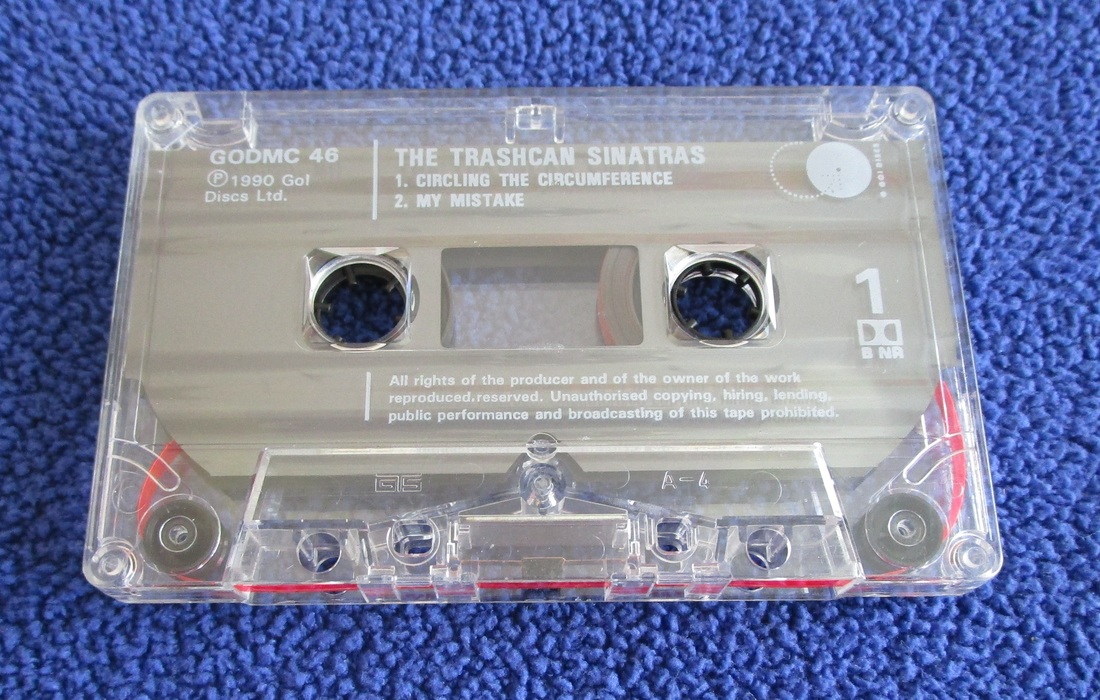 GODMC 46
℗ 1990 Go!
Discs Ltd.
THE TRASHCAN SINATRAS
1. CIRCLING THE CIRCUMFERENCE
2. MY MISTAKE
GO! DISCS
1
B NR
All rights of the producer and of the owner of the work
reproduced.reserved. Unauthorised copying, hiring, lending,
public performance and broadcasting of this tape prohibited.
A-4